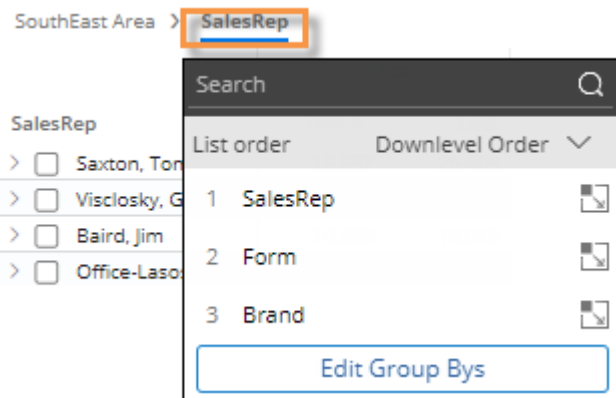 SouthEast Area > SalesRep
Search
SalesRep
List order Downlevel Order
Saxton, Ton
1 SalesRep
Visclosky, G
Baird, Jim
2 Form
Office-Laso
3 Brand
Edit Group Bys